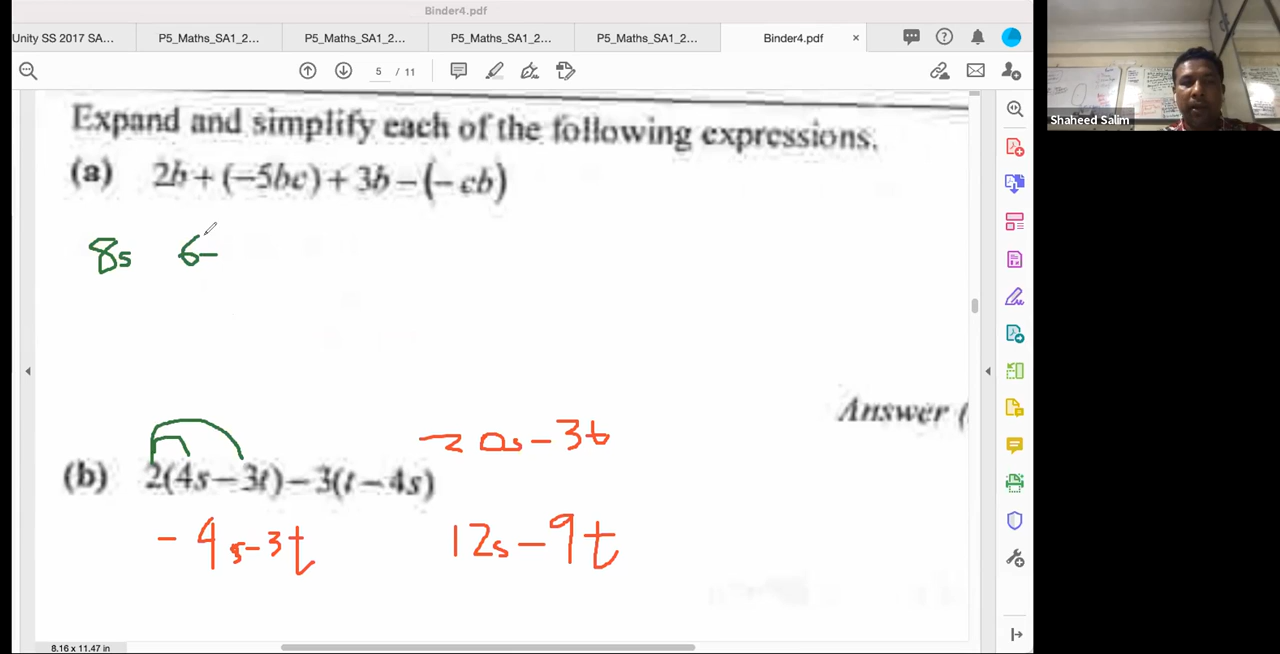 Binder4.pdf
Unity SS 2017 SA... P5_Maths_SA1_2... P5_Maths_SA1_2... P5_Maths_SA1_2... P5_Maths_SA1_2... Binder4.pdf ×
5 / 11
Shaheed Salim
Expand and simplify each of the following expressions.
(a) 2b + (−5bc) + 3b − (− cb)
8s 6−
Answer (
20s − 3t
(b) 2(4s − 3t) − 3(t − 4s)
- 4s - 3t 12s - 9t
8.16 x 11.47 in